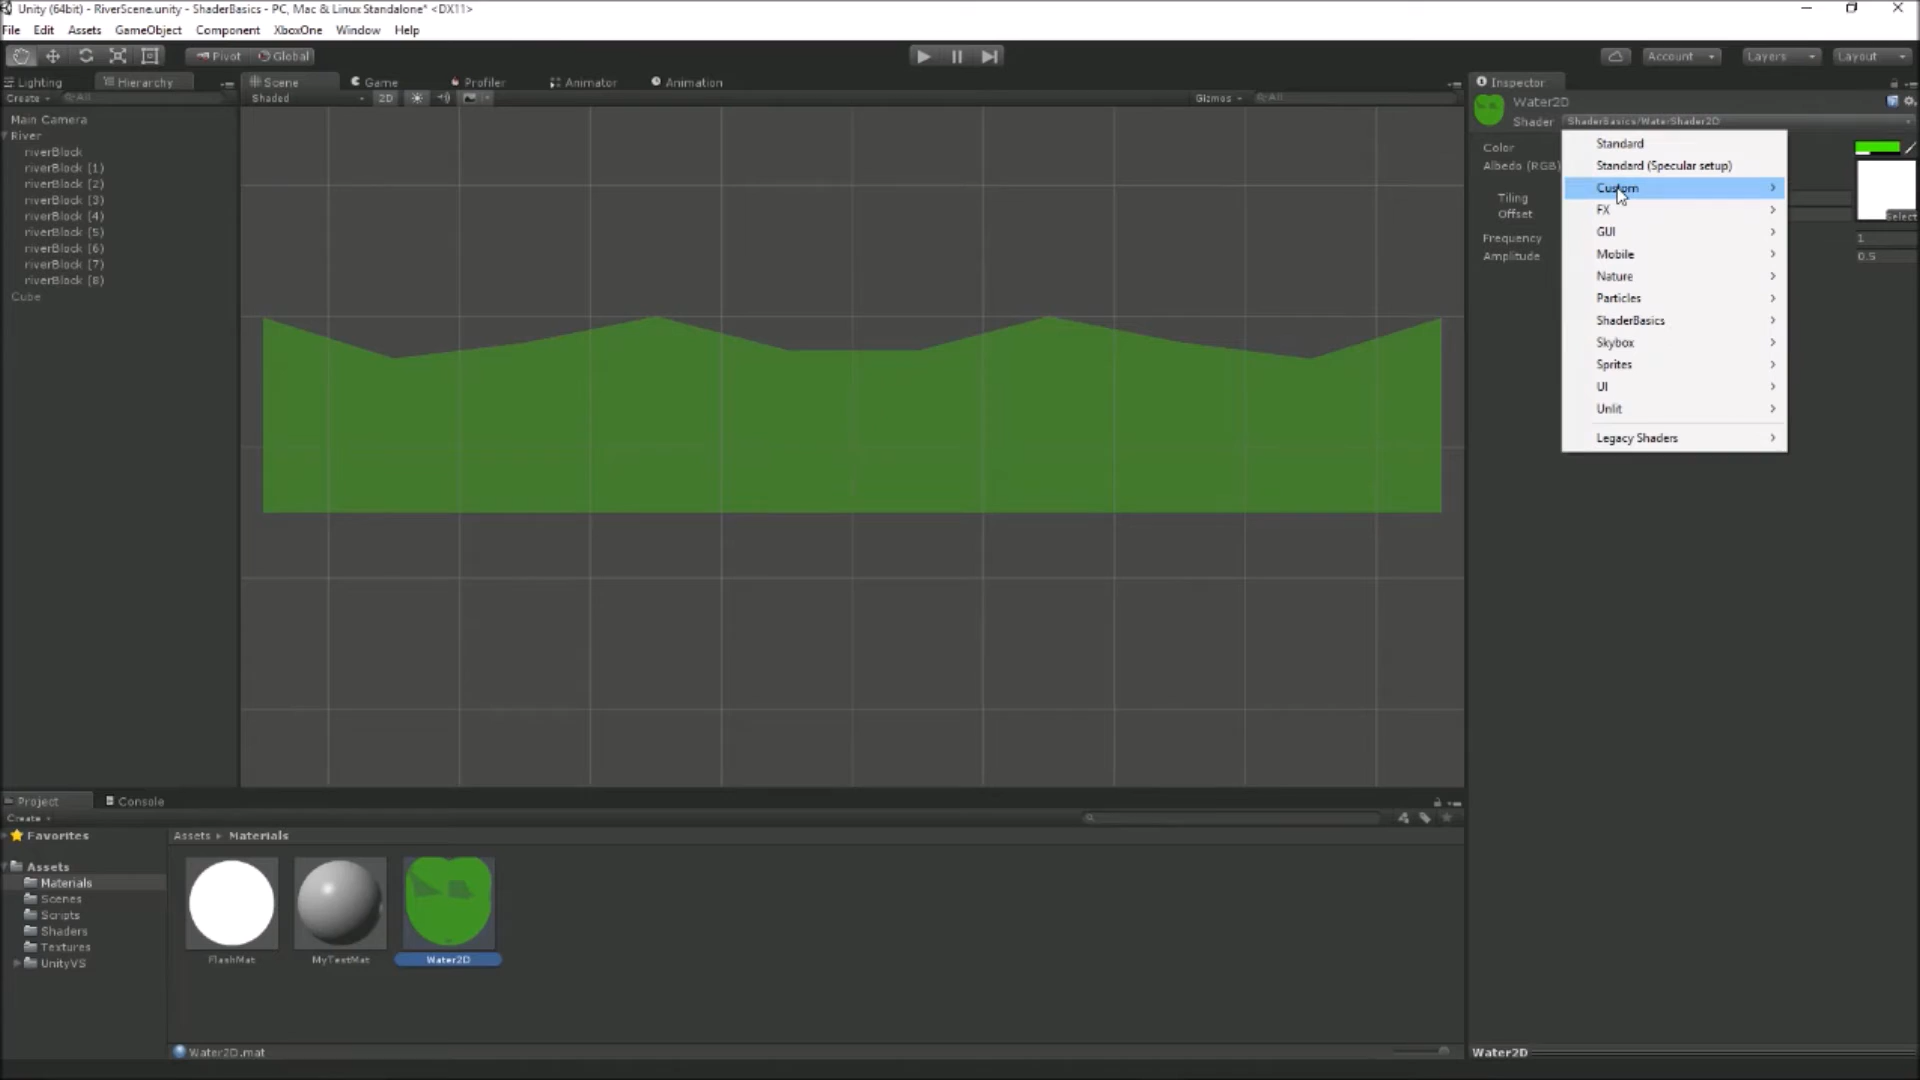 Unity (64bit) - RiverScene.unity - ShaderBasics - PC, Mac & Linux Standalone* <DX11>
File Edit Assets GameObject Component XboxOne Window Help
Pivot Global Account Layers Layout
Lighting Hierarchy Scene Game Profiler Animator Animation Inspector
Create All Shaded 2D Gizmos All
Water2D
Shader ShaderBasics/WaterShader2D
Main Camera
River
riverBlock
riverBlock (1)
riverBlock (2)
riverBlock (3)
riverBlock (4)
riverBlock (5)
riverBlock (6)
riverBlock (7)
riverBlock (8)
Cube
Color
Albedo (RGB)
Tiling
Offset
Select
Frequency 1
Amplitude 0.5
Standard
Standard (Specular setup)
Custom
FX
GUI
Mobile
Nature
Particles
ShaderBasics
Skybox
Sprites
UI
Unlit
Legacy Shaders
Project Console
Create
Favorites
Assets
Materials
Scenes
Scripts
Shaders
Textures
UnityVS
Assets Materials
FlashMat MyTestMat Water2D
Water2D.mat
Water2D